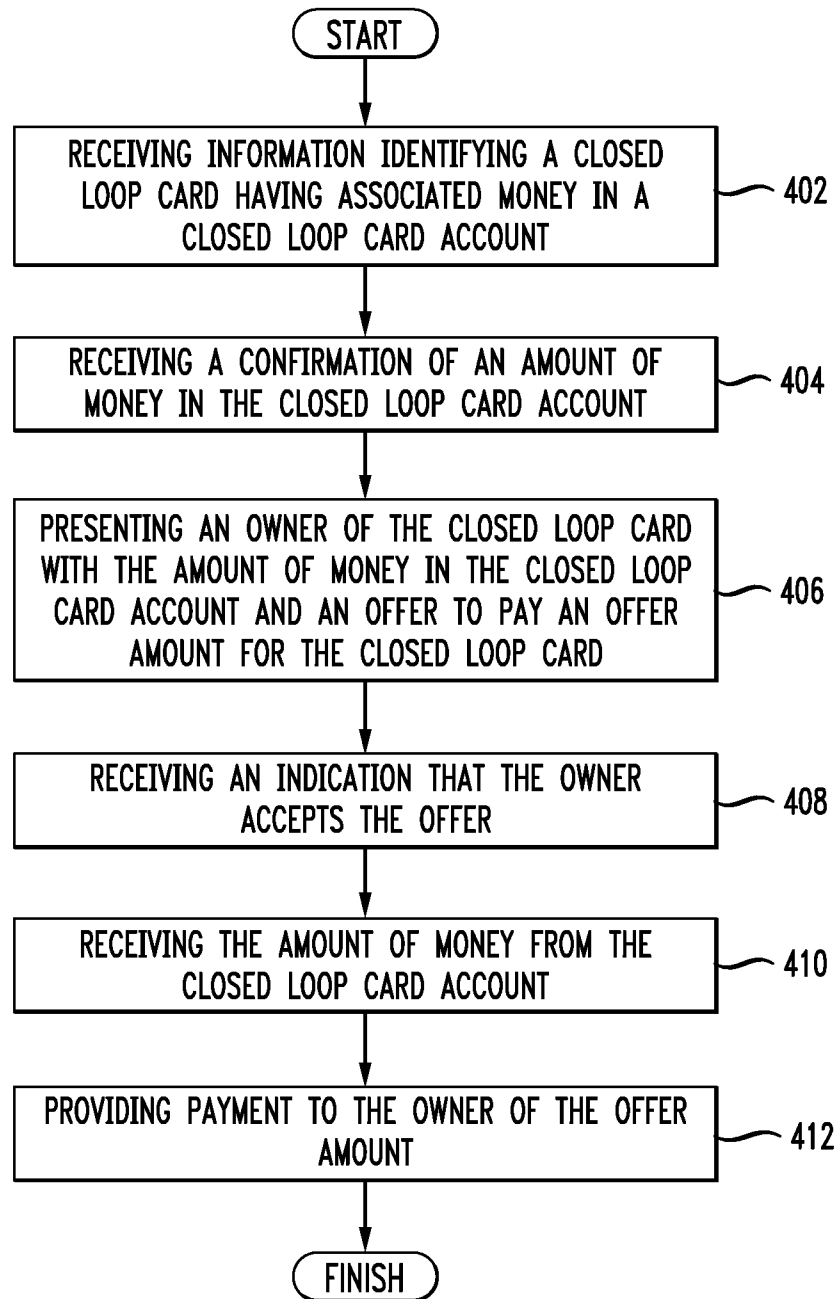 START
RECEIVING INFORMATION IDENTIFYING A CLOSED
LOOP CARD HAVING ASSOCIATED MONEY IN A
CLOSED LOOP CARD ACCOUNT
402
RECEIVING A CONFIRMATION OF AN AMOUNT OF
MONEY IN THE CLOSED LOOP CARD ACCOUNT
404
PRESENTING AN OWNER OF THE CLOSED LOOP CARD
WITH THE AMOUNT OF MONEY IN THE CLOSED LOOP
CARD ACCOUNT AND AN OFFER TO PAY AN OFFER
AMOUNT FOR THE CLOSED LOOP CARD
406
RECEIVING AN INDICATION THAT THE OWNER
ACCEPTS THE OFFER
408
RECEIVING THE AMOUNT OF MONEY FROM THE
CLOSED LOOP CARD ACCOUNT
410
PROVIDING PAYMENT TO THE OWNER OF THE OFFER
AMOUNT
412
FINISH